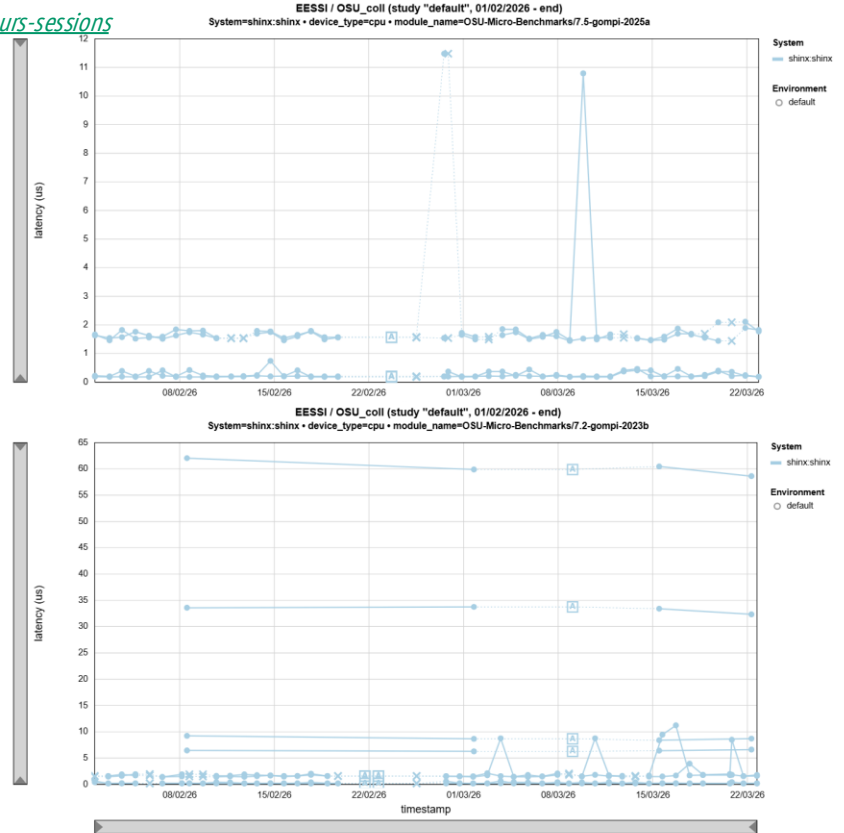 urs-sessions
EESSI / OSU_coll (study "default", 01/02/2026 - end)
System=shinx:shinx • device_type=cpu • module_name=OSU-Micro-Benchmarks/7.5-gompi-2025a
12
11
10
9
8
7
6
5
4
3
2
1
0
latency (us)
A
A
08/02/26 15/02/26 22/02/26 01/03/26 08/03/26 15/03/26 22/03/26
System
shinx:shinx
Environment
default
EESSI / OSU_coll (study "default", 01/02/2026 - end)
System=shinx:shinx • device_type=cpu • module_name=OSU-Micro-Benchmarks/7.2-gompi-2023b
65
60
55
50
45
40
35
30
25
20
15
10
5
0
latency (us)
A
A
A
A
A A
A A
08/02/26 15/02/26 22/02/26 01/03/26 08/03/26 15/03/26 22/03/26
timestamp
System
shinx:shinx
Environment
default